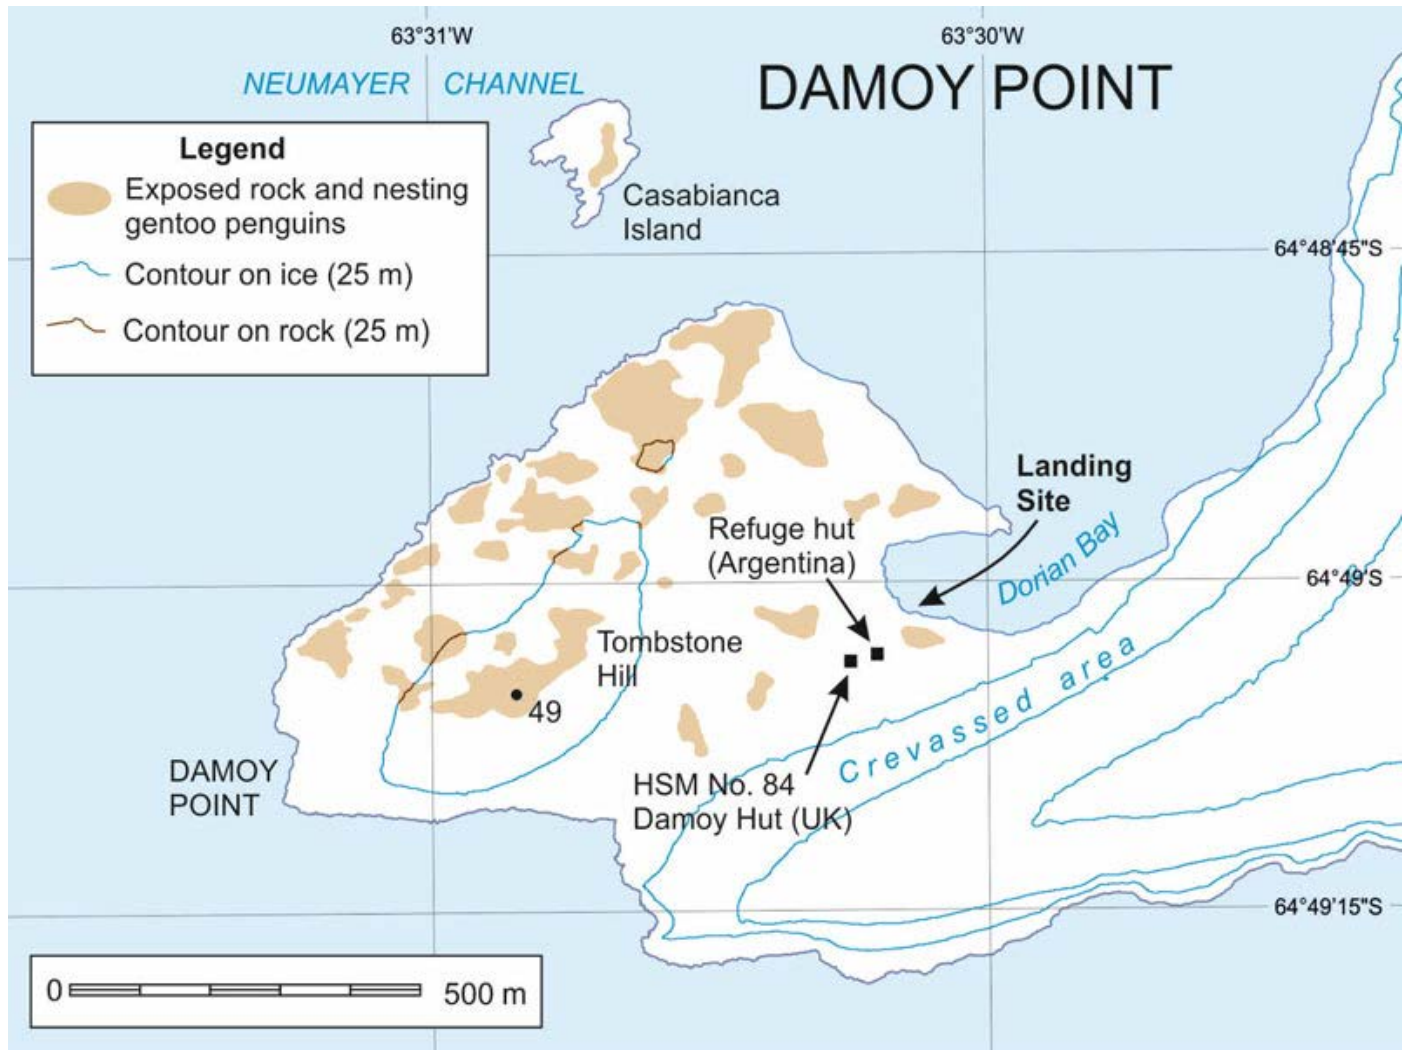 63°31'W
63°30'W
NEUMAYER CHANNEL
DAMOY POINT
Legend
Exposed rock and nesting
gentoo penguins
Contour on ice (25 m)
Contour on rock (25 m)
Casabianca
Island
64°48'45"S
Landing
Site
Refuge hut
(Argentina)
Dorian Bay
64°49'S
Tombstone
Hill
49
Crevassed area
DAMOY
POINT
HSM No. 84
Damoy Hut (UK)
64°49'15"S
0
500 m